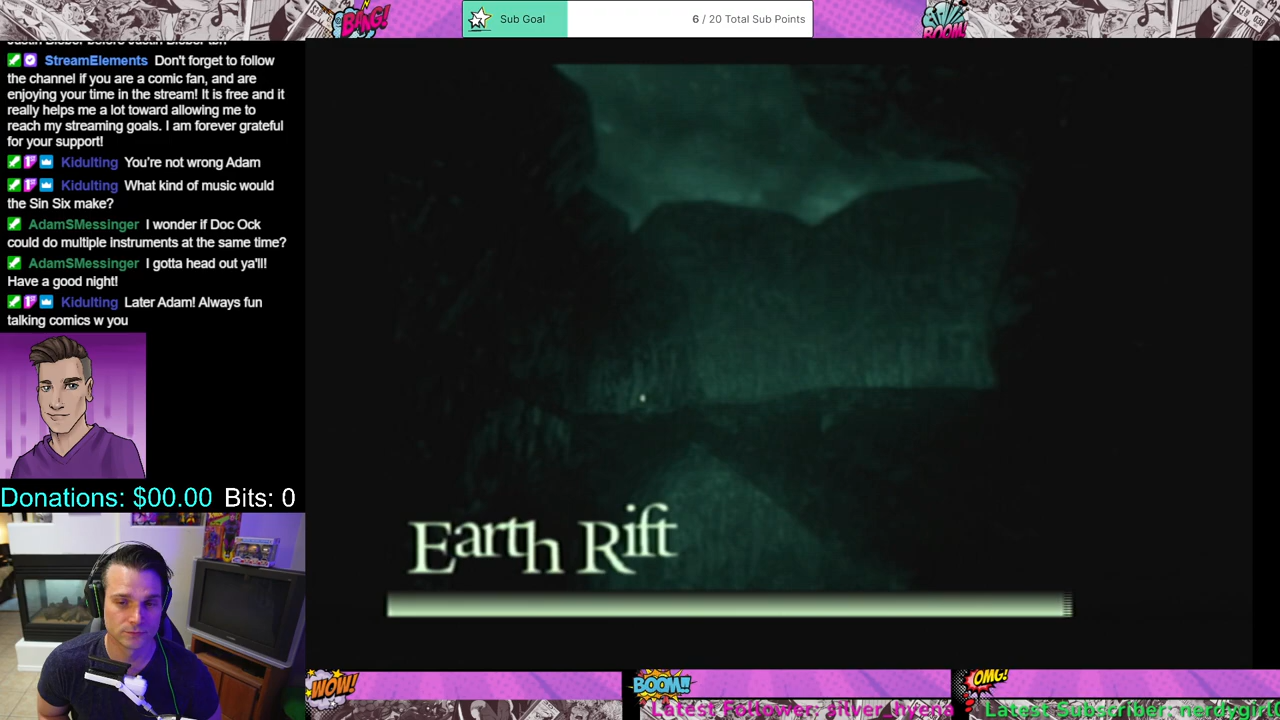 BANG!
Sub Goal
6 / 20 Total Sub Points
BOOM!
StreamElements Don't forget to follow
the channel if you are a comic fan, and are
enjoying your time in the stream! It is free and it
really helps me a lot toward allowing me to
reach my streaming goals. I am forever grateful
for your support!
Kidulting You're not wrong Adam
Kidulting What kind of music would
the Sin Six make?
AdamSMessinger I wonder if Doc Ock
could do multiple instruments at the same time?
AdamSMessinger I gotta head out ya'll!
Have a good night!
Kidulting Later Adam! Always fun
talking comics w you
Donations: $00.00 Bits: 0
Earth Rift
WOW!
BOOM!!
OMG!
Latest Follower: silver_hyena
Latest Subscriber: nerdygirl